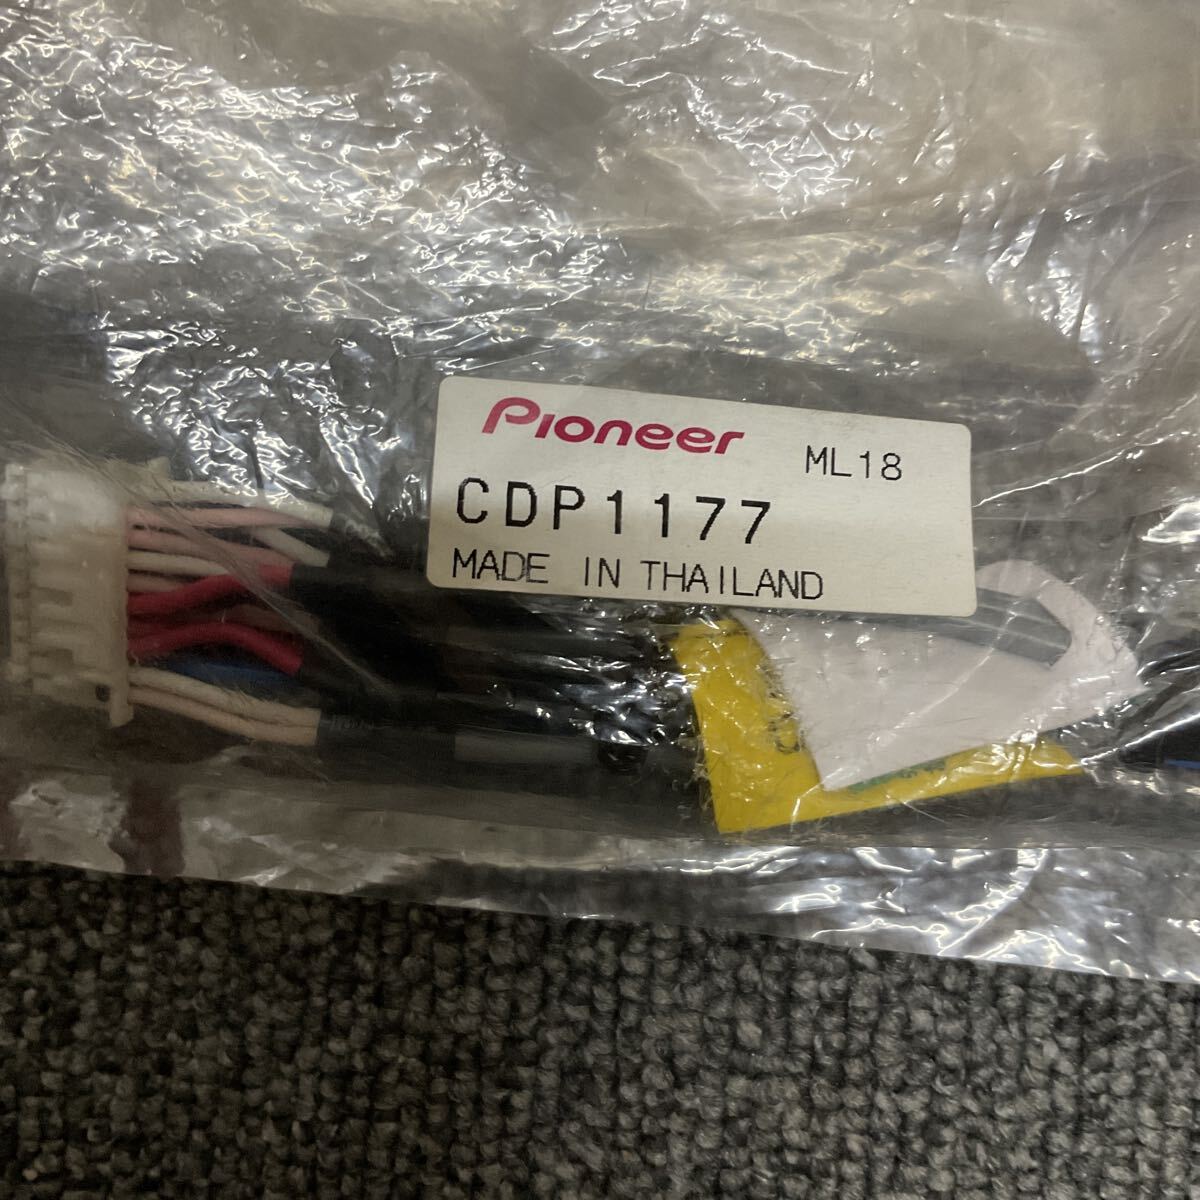 Pioneer ML18
CDP1177
MADE IN THAILAND